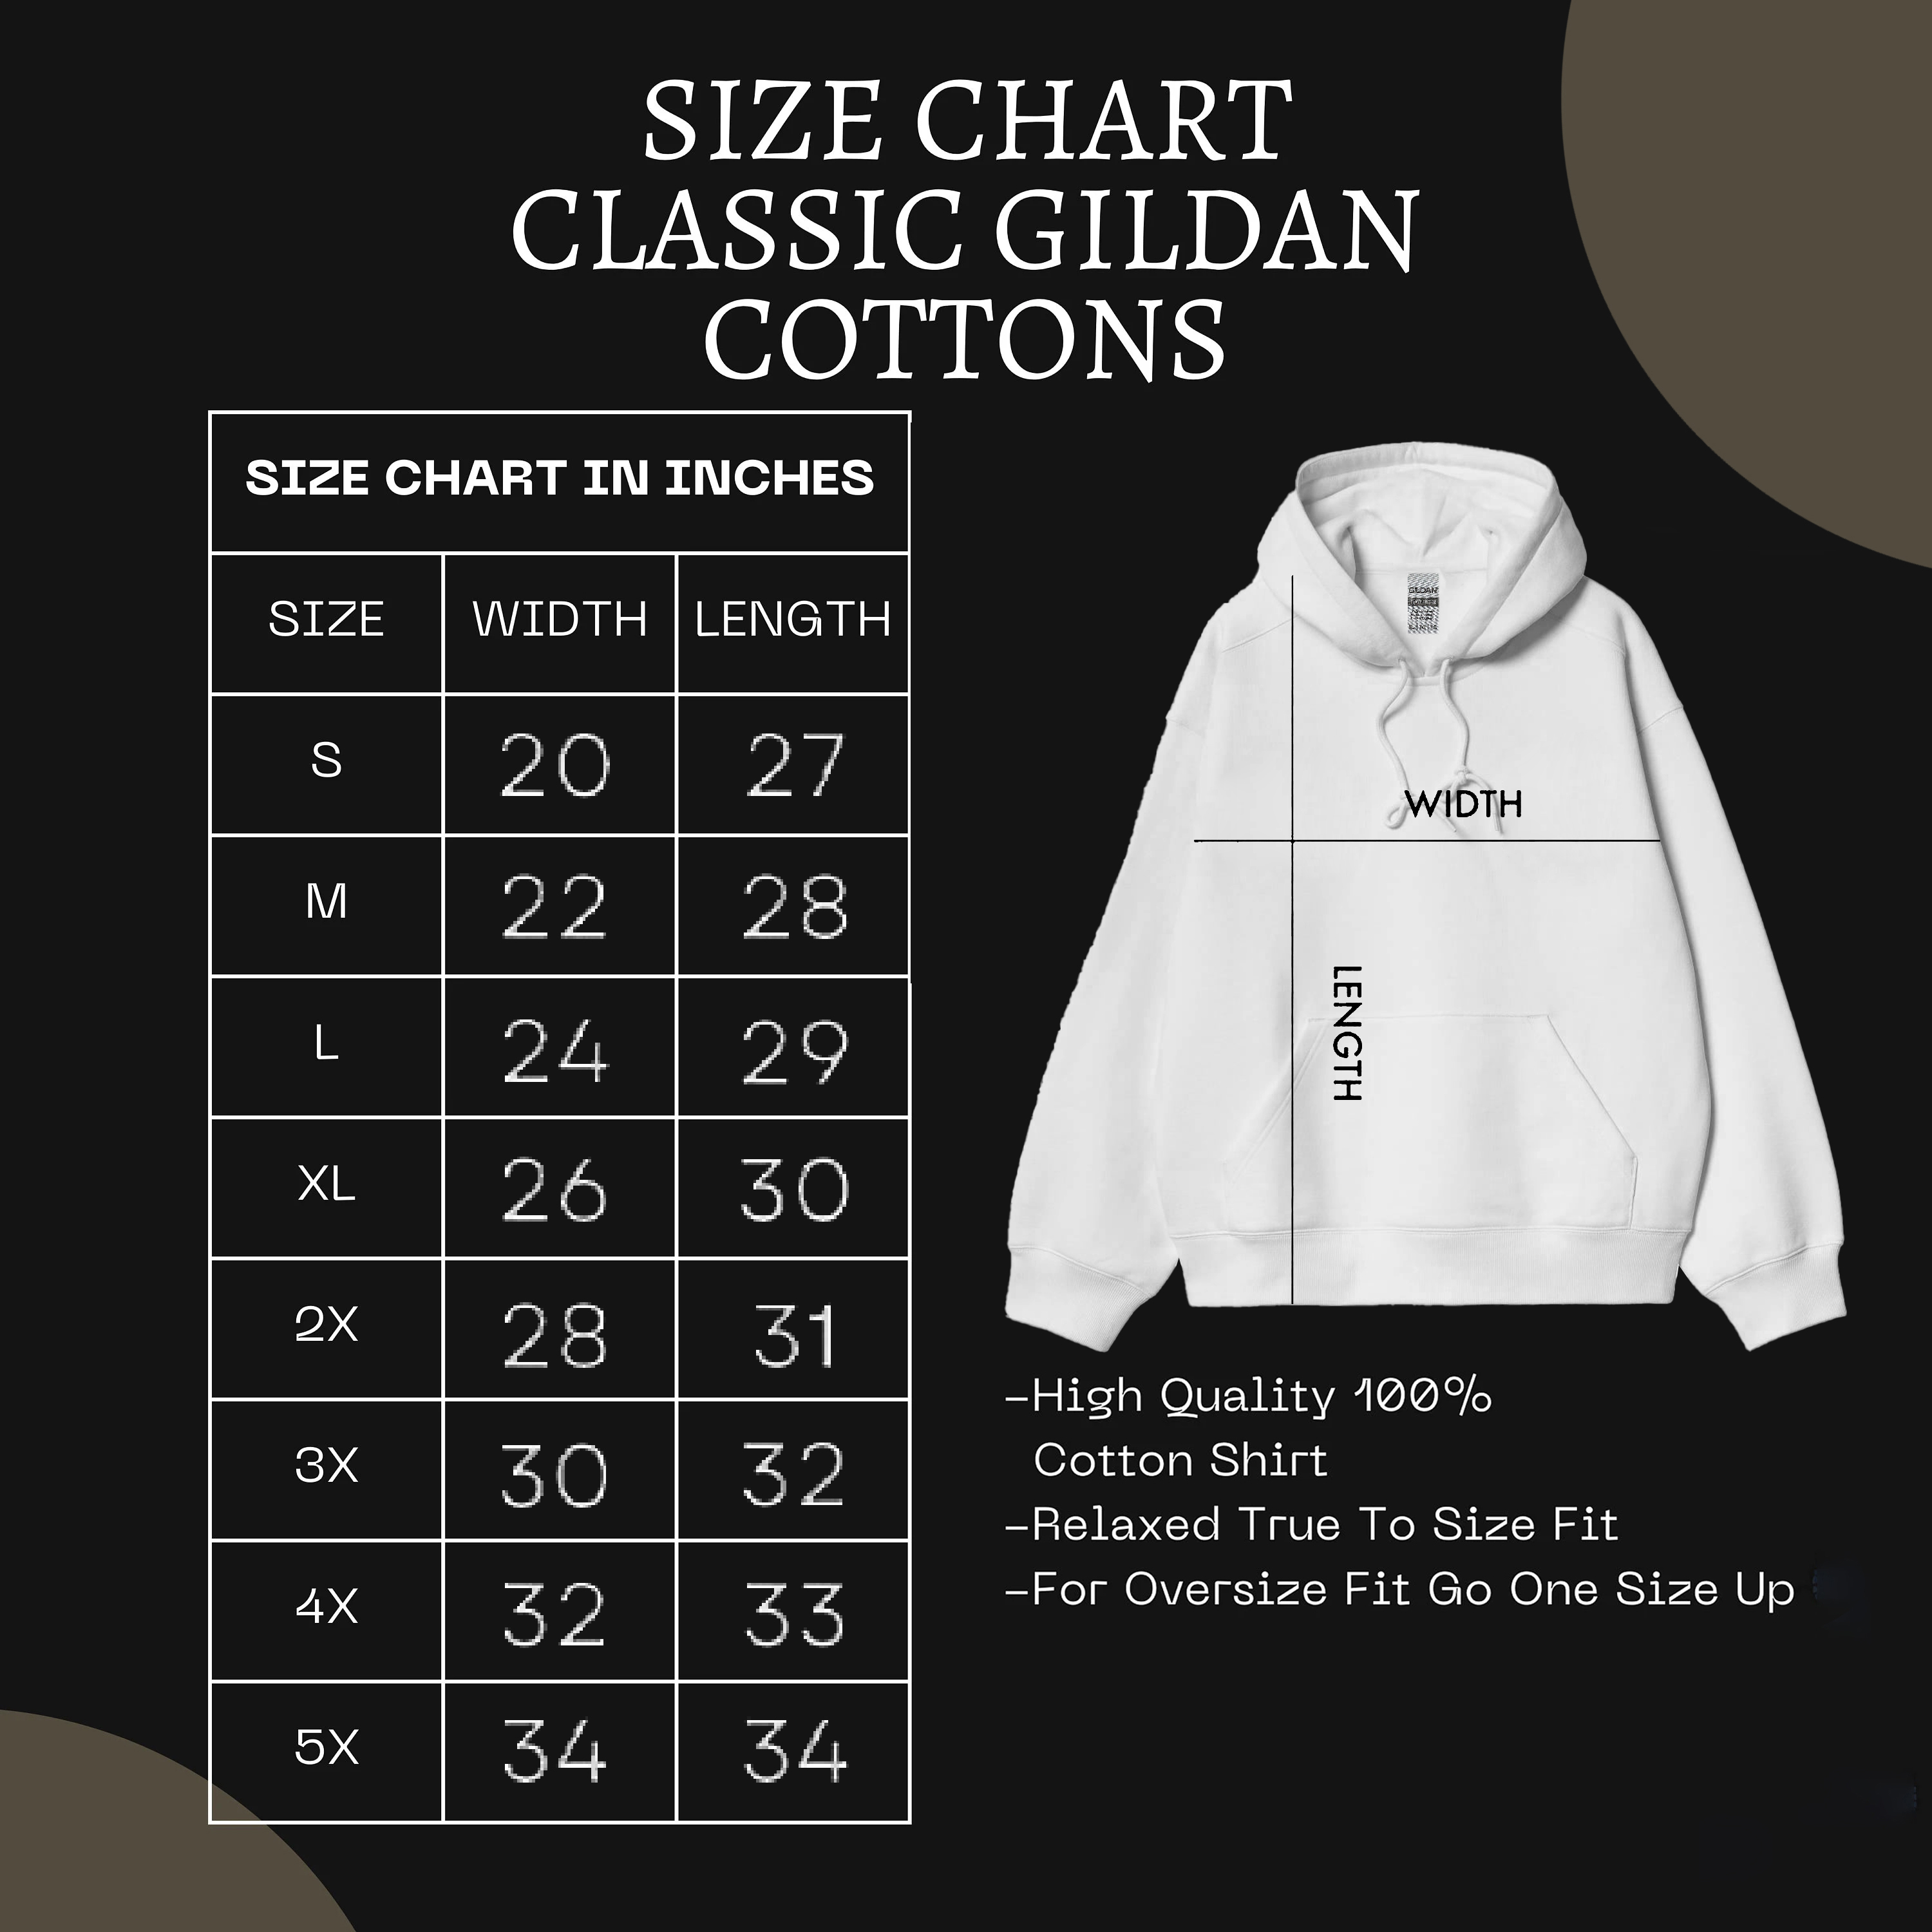 SIZE CHART
CLASSIC GILDAN
COTTONS
SIZE CHART IN INCHES
SIZE WIDTH LENGTH
S 20 27
M 22 28
L 24 29
XL 26 30
2X 28 31
3X 30 32
4X 32 33
5X 34 34
GILDAN
WIDTH
LENGTH
-High Quality 100%
Cotton Shirt
-Relaxed True To Size Fit
-For Oversize Fit Go One Size Up